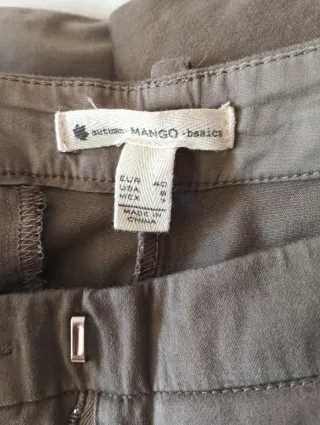 autumn · MANGO · basics
EUR 40
USA 8
MEX
MADE IN
CHINA